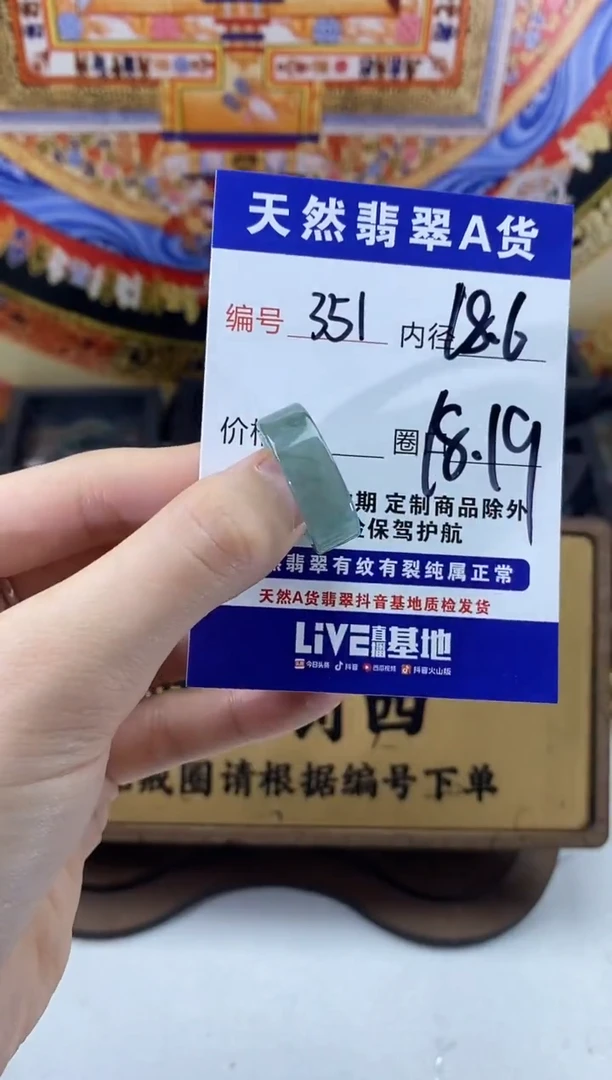 天然翡翠A货
编号 351 内径 18.6
价 圈 18.19
期 定制商品除外
保驾护航
翡翠有纹有裂纯属正常
天然A货翡翠抖音基地质检发货
LiVE直播基地
今日头条 抖音 西瓜视频 抖音火山版
四
戒圈请根据编号下单